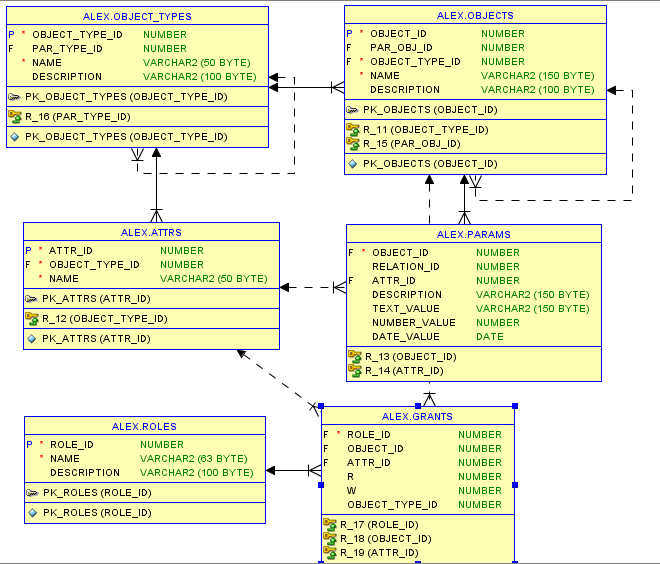 ALEX.OBJECT_TYPES
P * OBJECT_TYPE_ID NUMBER
F PAR_TYPE_ID NUMBER
* NAME VARCHAR2 (50 BYTE)
DESCRIPTION VARCHAR2 (100 BYTE)
PK_OBJECT_TYPES (OBJECT_TYPE_ID)
R_16 (PAR_TYPE_ID)
PK_OBJECT_TYPES (OBJECT_TYPE_ID)
ALEX.OBJECTS
P * OBJECT_ID NUMBER
F PAR_OBJ_ID NUMBER
F * OBJECT_TYPE_ID NUMBER
* NAME VARCHAR2 (150 BYTE)
DESCRIPTION VARCHAR2 (100 BYTE)
PK_OBJECTS (OBJECT_ID)
R_11 (OBJECT_TYPE_ID)
R_15 (PAR_OBJ_ID)
PK_OBJECTS (OBJECT_ID)
ALEX.ATTRS
P * ATTR_ID NUMBER
F * OBJECT_TYPE_ID NUMBER
* NAME VARCHAR2 (50 BYTE)
PK_ATTRS (ATTR_ID)
R_12 (OBJECT_TYPE_ID)
PK_ATTRS (ATTR_ID)
ALEX.PARAMS
F * OBJECT_ID NUMBER
RELATION_ID NUMBER
F ATTR_ID NUMBER
DESCRIPTION VARCHAR2 (150 BYTE)
TEXT_VALUE VARCHAR2 (150 BYTE)
NUMBER_VALUE NUMBER
DATE_VALUE DATE
R_13 (OBJECT_ID)
R_14 (ATTR_ID)
ALEX.ROLES
P * ROLE_ID NUMBER
* NAME VARCHAR2 (63 BYTE)
DESCRIPTION VARCHAR2 (100 BYTE)
PK_ROLES (ROLE_ID)
PK_ROLES (ROLE_ID)
ALEX.GRANTS
F * ROLE_ID NUMBER
F OBJECT_ID NUMBER
F ATTR_ID NUMBER
R NUMBER
W NUMBER
OBJECT_TYPE_ID NUMBER
R_17 (ROLE_ID)
R_18 (OBJECT_ID)
R_19 (ATTR_ID)